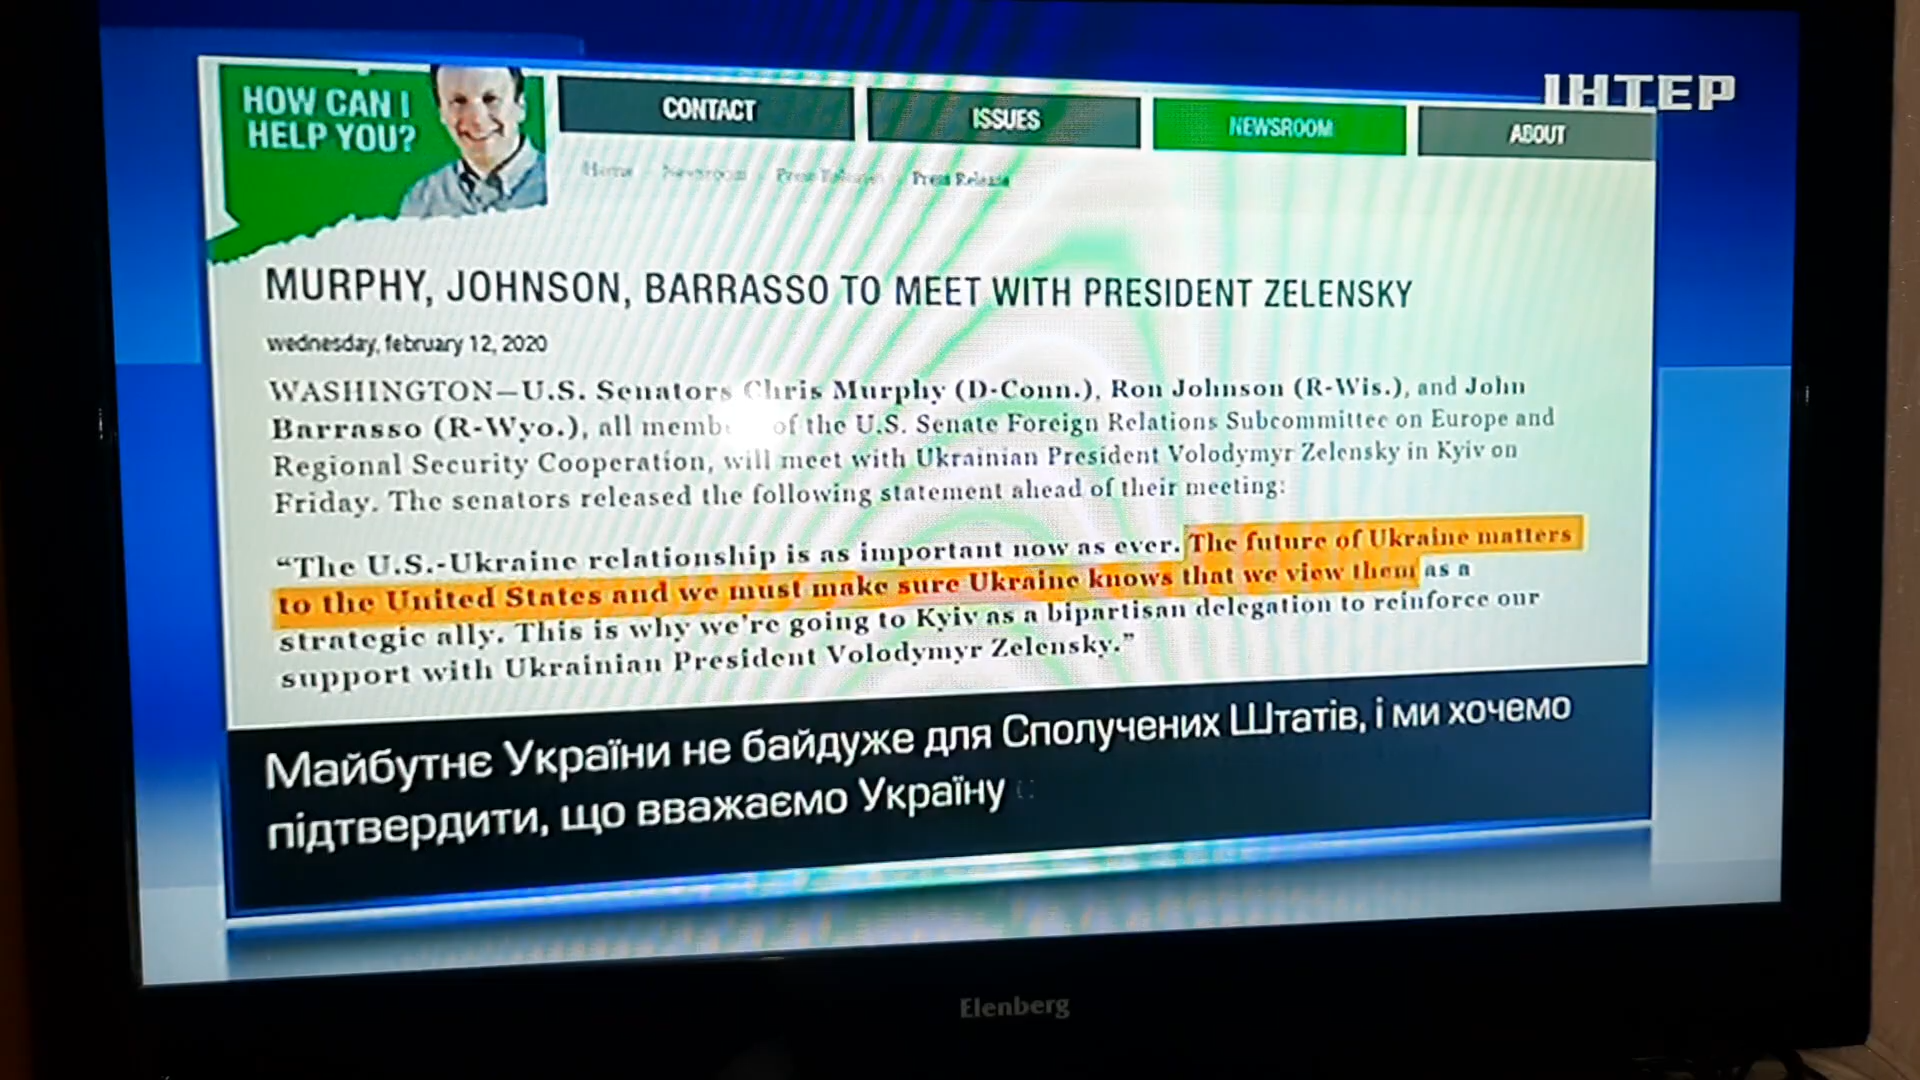 ІНТЕР
HOW CAN I
HELP YOU?
CONTACT
ISSUES
NEWSROOM
ABOUT
Home Newsroom Press Release
MURPHY, JOHNSON, BARRASSO TO MEET WITH PRESIDENT ZELENSKY
wednesday, february 12, 2020
WASHINGTON—U.S. Senators Chris Murphy (D-Conn.), Ron Johnson (R-Wis.), and John
Barrasso (R-Wyo.), all memb of the U.S. Senate Foreign Relations Subcommittee on Europe and
Regional Security Cooperation, will meet with Ukrainian President Volodymyr Zelensky in Kyiv on
Friday. The senators released the following statement ahead of their meeting:
“The U.S.-Ukraine relationship is as important now as ever. The future of Ukraine matters
to the United States and we must make sure Ukraine knows that we view them as a
strategic ally. This is why we're going to Kyiv as a bipartisan delegation to reinforce our
support with Ukrainian President Volodymyr Zelensky.”
Майбутнє України не байдуже для Сполучених Штатів, і ми хочемо
підтвердити, що вважаємо Україну
Elenberg